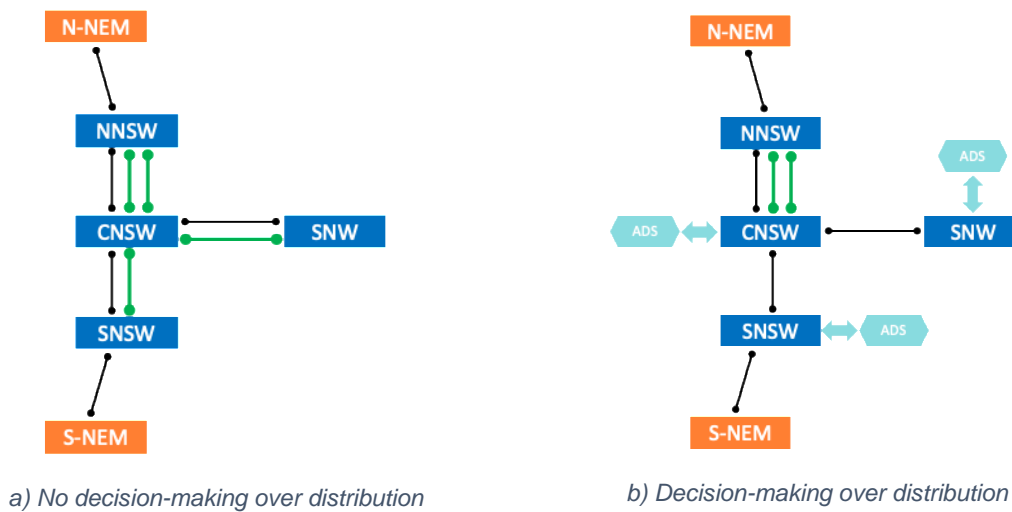 N-NEM
NNSW
CNSW
SNW
SNSW
S-NEM
a) No decision-making over distribution
N-NEM
NNSW
ADS
ADS
CNSW
SNW
SNSW
ADS
S-NEM
b) Decision-making over distribution